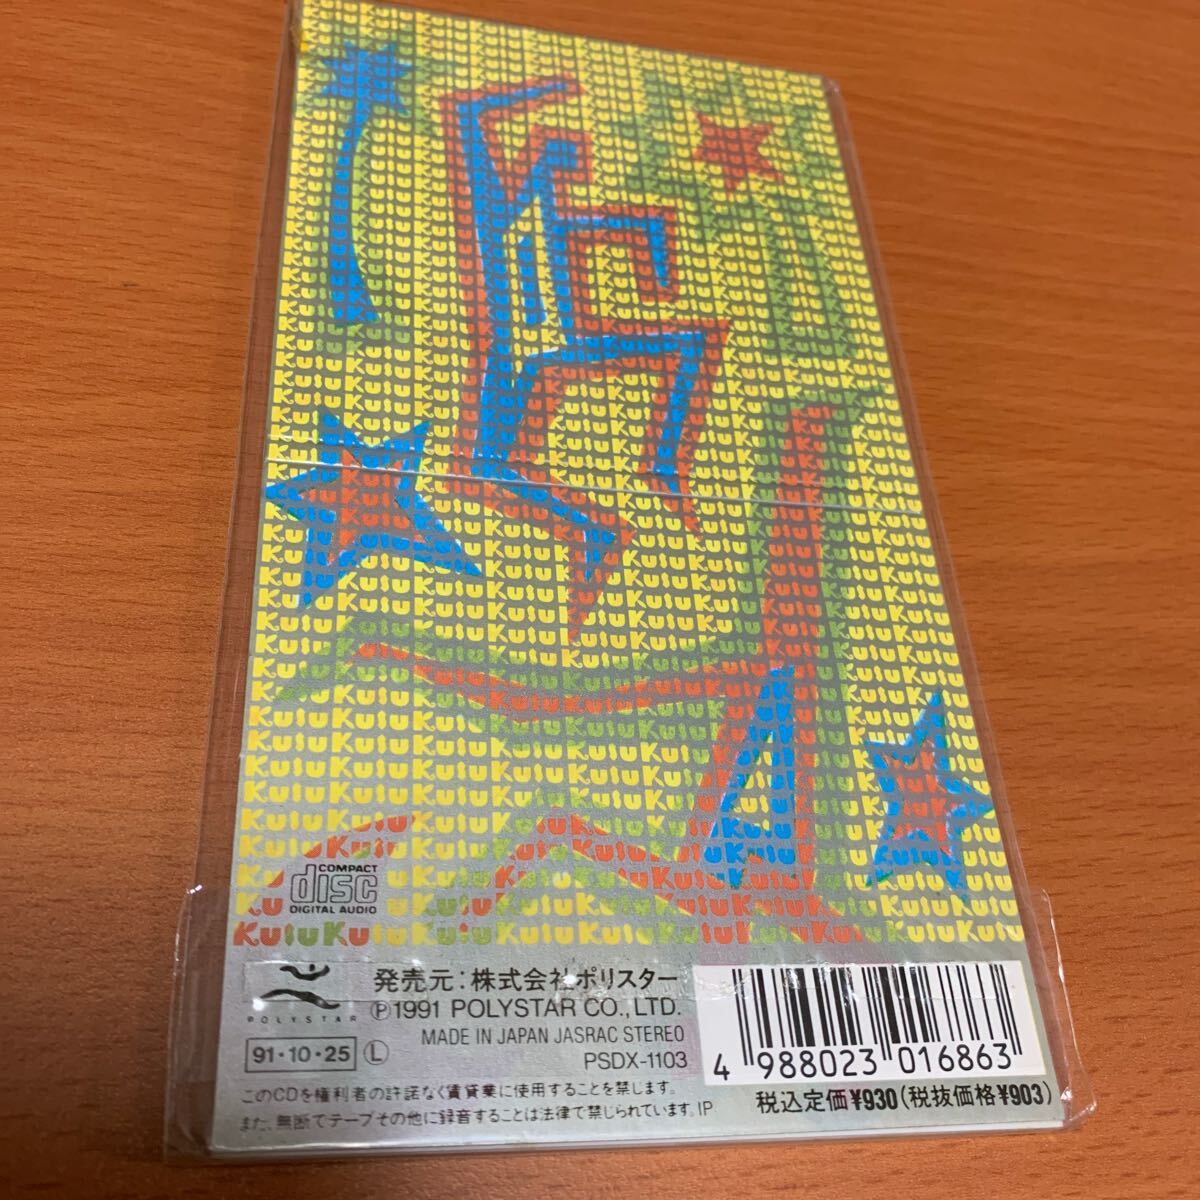 KusuKusuKusuKusuKusuKusuKusuKusuKusu
COMPACT
disc
DIGITAL AUDIO
POLYSTAR
発売元:株式会社ポリスター
Ⓟ1991 POLYSTAR CO., LTD.
MADE IN JAPAN JASRAC STEREO
91・10・25 Ⓛ
PSDX-1103
4 988023 016863
このCDを権利者の許諾なく賃貸業に使用することを禁じます。
また、無断でテープその他に録音することは法律で禁じられています。IP
税込定価¥930(税抜価格¥903)